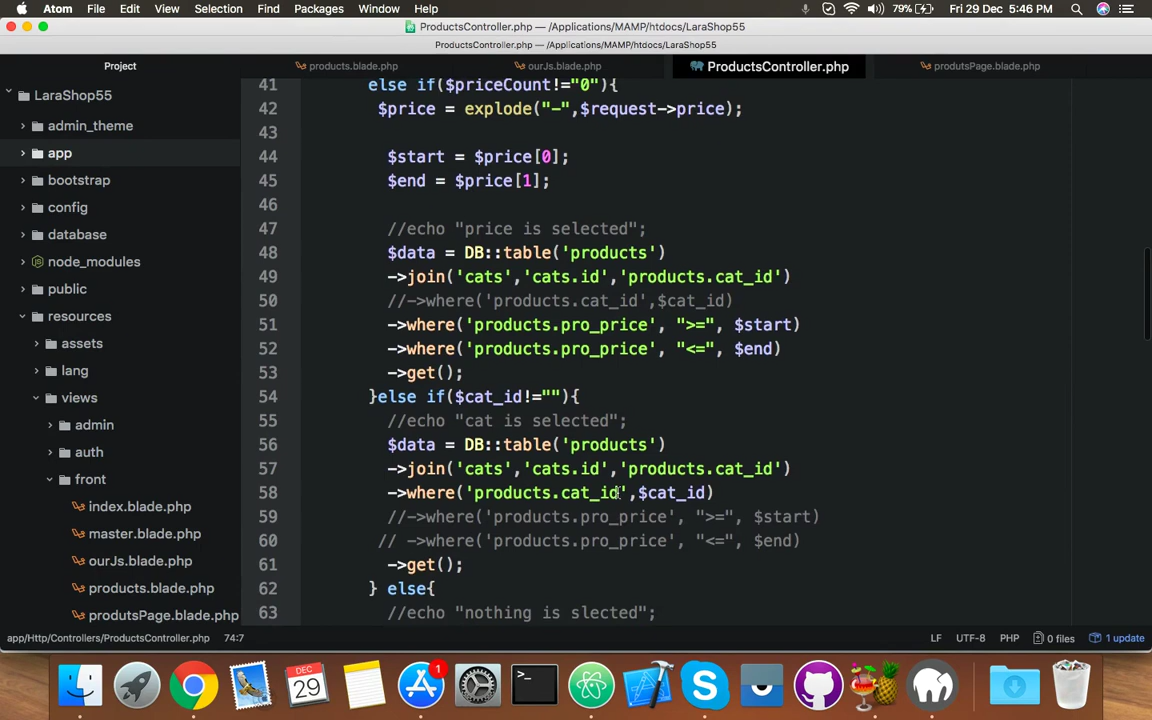 Atom File Edit View Selection Find Packages Window Help 79% Fri 29 Dec 5:46 PM
ProductsController.php — /Applications/MAMP/htdocs/LaraShop55
ProductsController.php — /Applications/MAMP/htdocs/LaraShop55
Project products.blade.php ourJs.blade.php ProductsController.php produtsPage.blade.php
LaraShop55
admin_theme
app
bootstrap
config
database
node_modules
public
resources
assets
lang
views
admin
auth
front
index.blade.php
master.blade.php
ourJs.blade.php
products.blade.php
produtsPage.blade.php
41 else if($priceCount!="0"){
42 $price = explode("-",$request->price);
43
44 $start = $price[0];
45 $end = $price[1];
46
47 //echo "price is selected";
48 $data = DB::table('products')
49 ->join('cats','cats.id','products.cat_id')
50 //->where('products.cat_id',$cat_id)
51 ->where('products.pro_price', ">=", $start)
52 ->where('products.pro_price', "<=", $end)
53 ->get();
54 }else if($cat_id!=""){
55 //echo "cat is selected";
56 $data = DB::table('products')
57 ->join('cats','cats.id','products.cat_id')
58 ->where('products.cat_id',$cat_id)
59 //->where('products.pro_price', ">=", $start)
60 // ->where('products.pro_price', "<=", $end)
61 ->get();
62 } else{
63 //echo "nothing is slected";
app/Http/Controllers/ProductsController.php 74:7 LF UTF-8 PHP 0 files 1 update
DEC
29
1